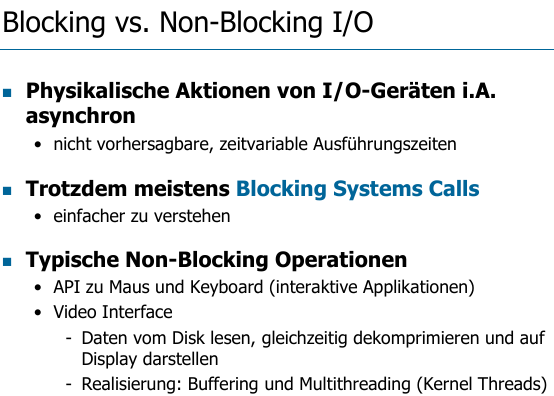 Blocking vs. Non-Blocking I/O
Physikalische Aktionen von I/O-Geräten i.A.
asynchron
• nicht vorhersagbare, zeitvariable Ausführungszeiten
Trotzdem meistens Blocking Systems Calls
• einfacher zu verstehen
Typische Non-Blocking Operationen
• API zu Maus und Keyboard (interaktive Applikationen)
• Video Interface
- Daten vom Disk lesen, gleichzeitig dekomprimieren und auf
Display darstellen
- Realisierung: Buffering und Multithreading (Kernel Threads)